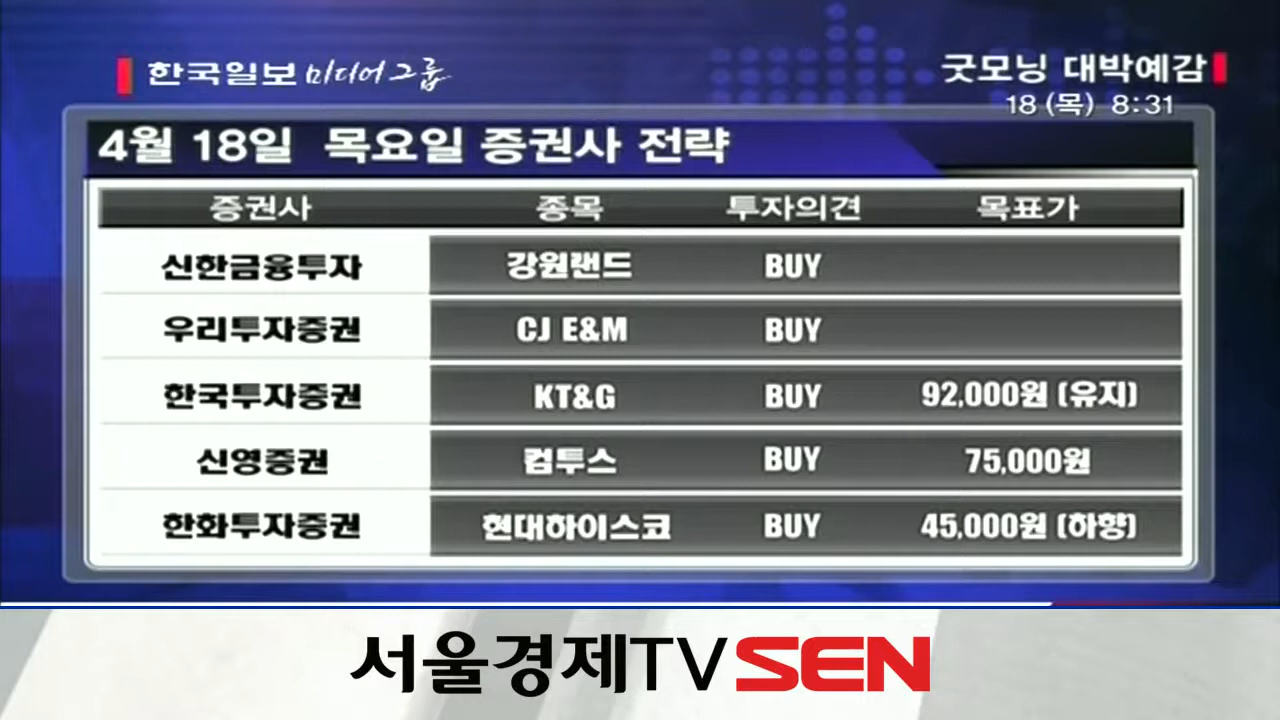 한국일보 미디어그룹
굿모닝 대박예감
18 (목) 8:31
4월 18일 목요일 증권사 전략
증권사 종목 투자의견 목표가
신한금융투자 강원랜드 BUY
우리투자증권 CJ E&M BUY
한국투자증권 KT&G BUY 92,000원 (유지)
신영증권 컴투스 BUY 75,000원
한화투자증권 현대하이스코 BUY 45,000원 (하향)
서울경제TV SEN